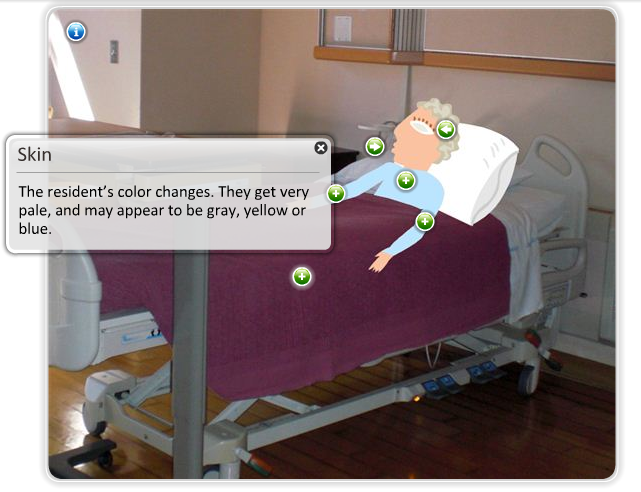 Skin
The resident's color changes. They get very
pale, and may appear to be gray, yellow or
blue.